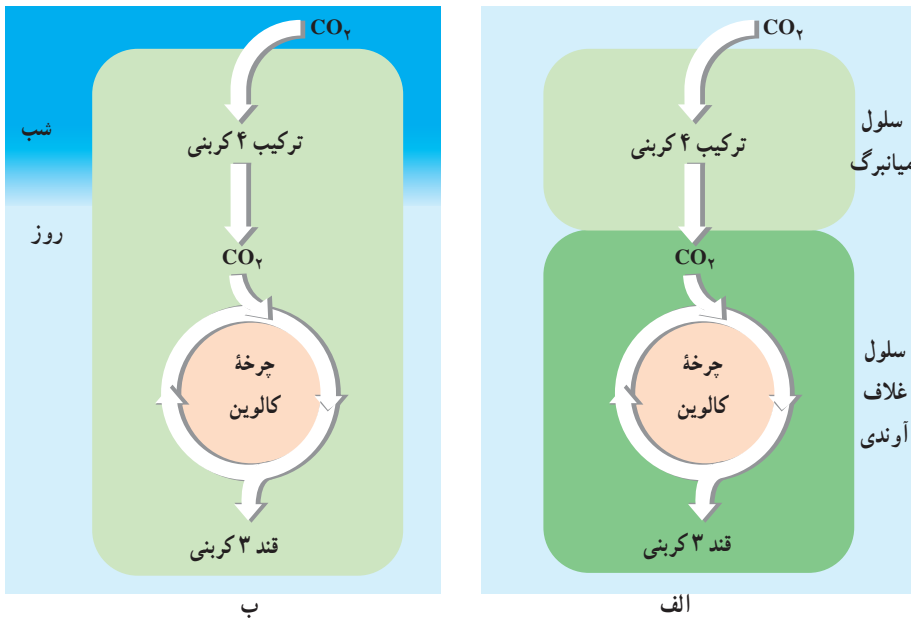 CO۲
سلول
میانبرگ
ترکیب ۴ کربنی
CO۲
چرخهٔ
کالوین
سلول
غلاف
آوندی
قند ۳ کربنی
الف
CO۲
شب
ترکیب ۴ کربنی
روز
CO۲
چرخهٔ
کالوین
قند ۳ کربنی
ب